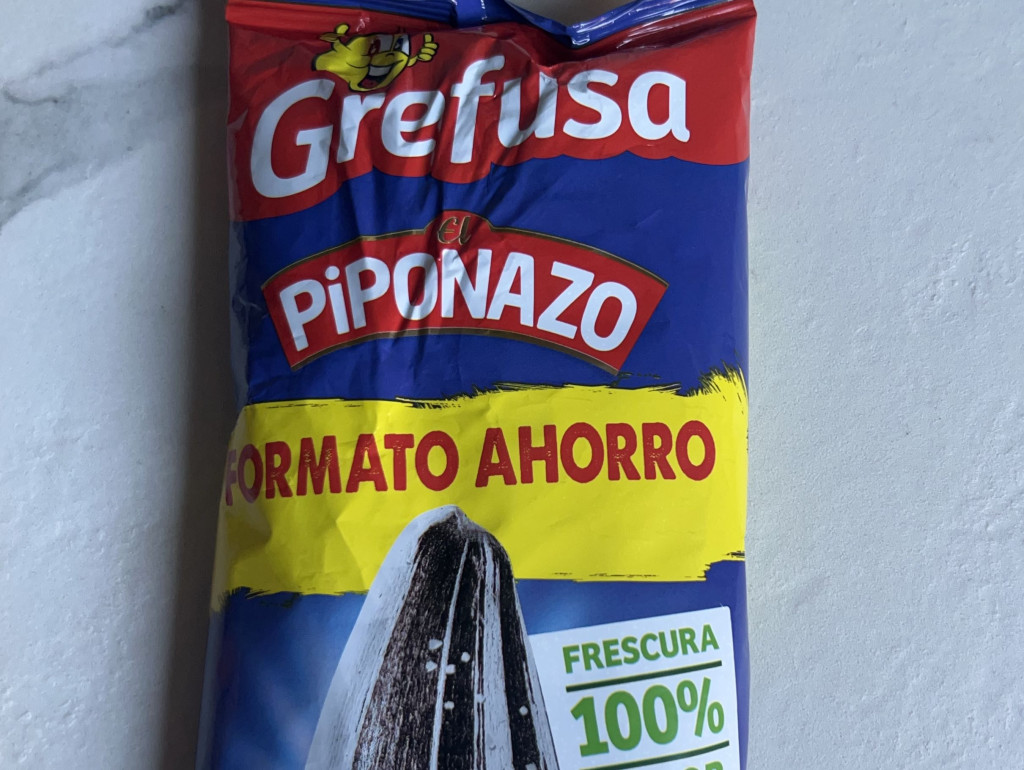 Grefusa
El
PiPONAZO
FORMATO AHORRO
FRESCURA
100%